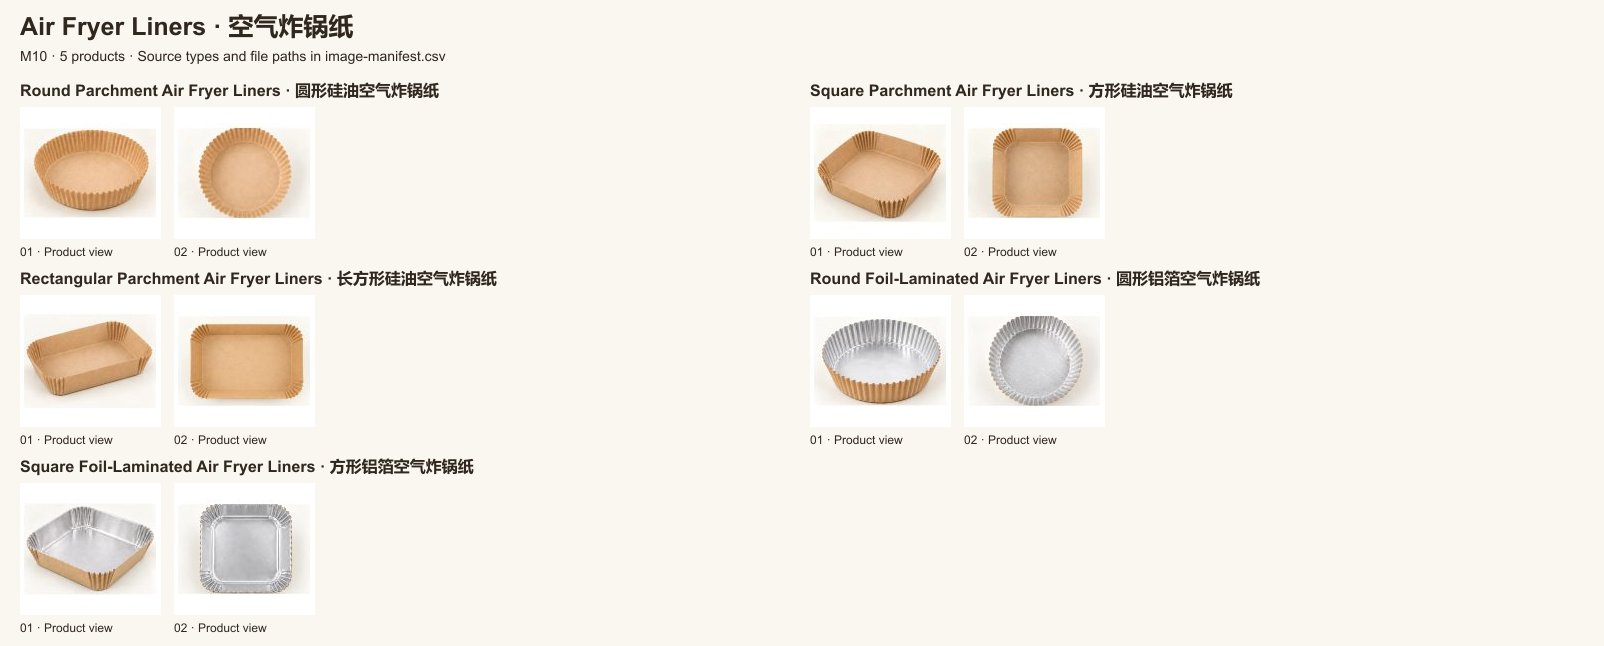 Air Fryer Liners · 空气炸锅纸
M10 · 5 products · Source types and file paths in image-manifest.csv
Round Parchment Air Fryer Liners · 圆形硅油空气炸锅纸
01 · Product view
02 · Product view
Square Parchment Air Fryer Liners · 方形硅油空气炸锅纸
01 · Product view
02 · Product view
Rectangular Parchment Air Fryer Liners · 长方形硅油空气炸锅纸
01 · Product view
02 · Product view
Round Foil-Laminated Air Fryer Liners · 圆形铝箔空气炸锅纸
01 · Product view
02 · Product view
Square Foil-Laminated Air Fryer Liners · 方形铝箔空气炸锅纸
01 · Product view
02 · Product view